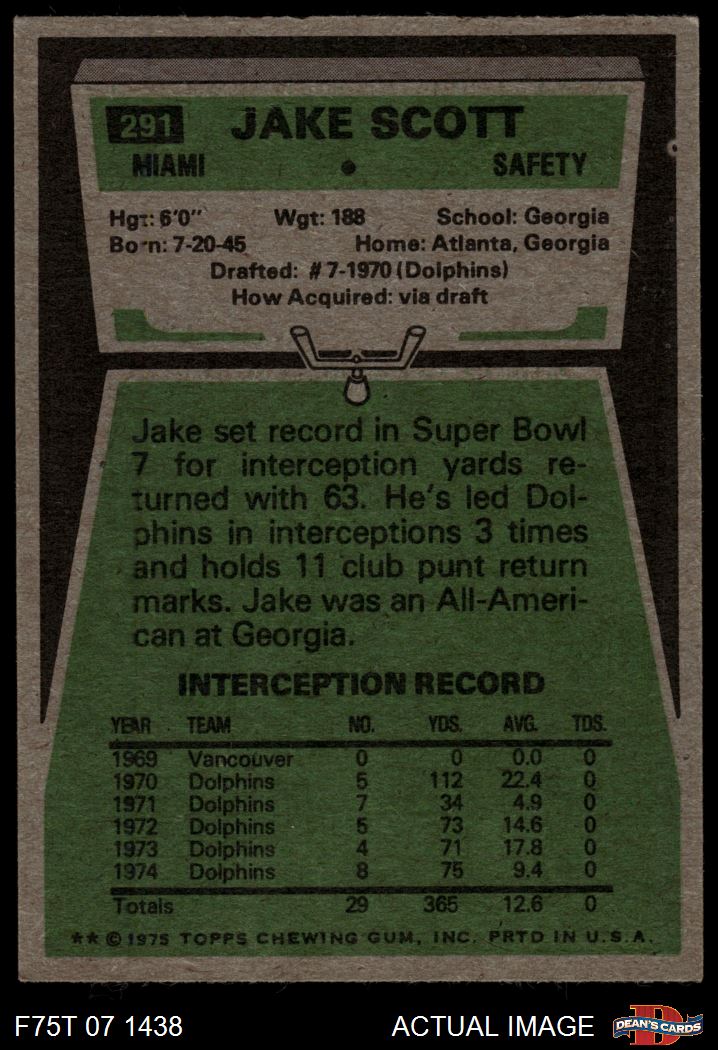 291 JAKE SCOTT
MIAMI • SAFETY
Hgt: 6'0" Wgt: 188 School: Georgia
Born: 7-20-45 Home: Atlanta, Georgia
Drafted: #7-1970 (Dolphins)
How Acquired: via draft
Jake set record in Super Bowl
7 for interception yards re-
turned with 63. He's led Dol-
phins in interceptions 3 times
and holds 11 club punt return
marks. Jake was an All-Ameri-
can at Georgia.
INTERCEPTION RECORD
YEAR TEAM NO. YDS. AVG. TDS.
1969 Vancouver 0 0 0.0 0
1970 Dolphins 5 112 22.4 0
1971 Dolphins 7 34 4.9 0
1972 Dolphins 5 73 14.6 0
1973 Dolphins 4 71 17.8 0
1974 Dolphins 8 75 9.4 0
Totals 29 365 12.6 0
** © 1975 TOPPS CHEWING GUM, INC. PRTD IN U.S.A.
F75T 07 1438 ACTUAL IMAGE DEAN'S CARDS